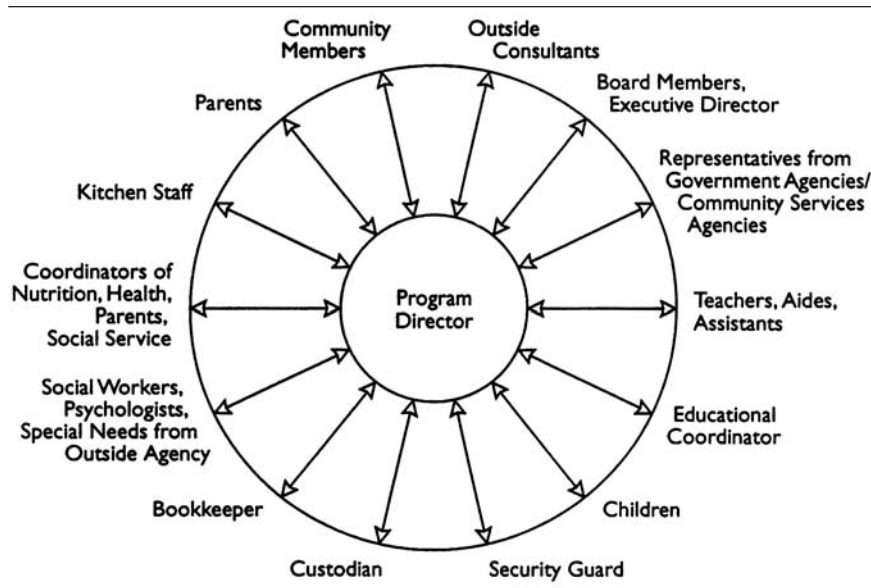 Community
Members
Outside
Consultants
Board Members,
Executive Director
Parents
Representatives from
Government Agencies/
Community Services
Agencies
Kitchen Staff
Coordinators of
Nutrition, Health,
Parents,
Social Service
Program
Director
Teachers, Aides,
Assistants
Social Workers,
Psychologists,
Special Needs from
Outside Agency
Educational
Coordinator
Bookkeeper
Children
Custodian
Security Guard